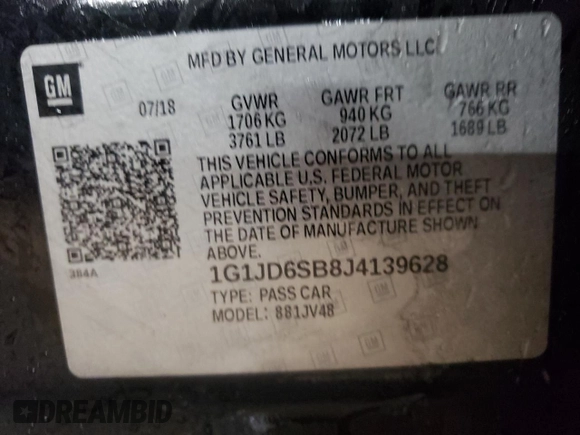 GM
MFD BY GENERAL MOTORS LLC
07/18 GVWR GAWR FRT GAWR RR
1706 KG 940 KG 766 KG
3761 LB 2072 LB 1689 LB
THIS VEHICLE CONFORMS TO ALL
APPLICABLE U.S. FEDERAL MOTOR
VEHICLE SAFETY, BUMPER, AND THEFT
PREVENTION STANDARDS IN EFFECT ON
THE DATE OF MANUFACTURE SHOWN
ABOVE.
384A
1G1JD6SB8J4139628
TYPE: PASS CAR
MODEL: 881JV48
DREAMBID